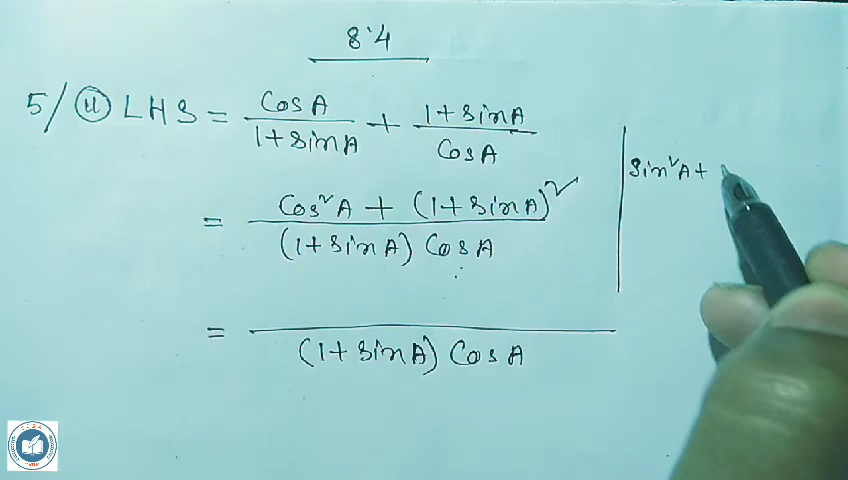 8.4
5/ (ii) LHS = CosA / 1+sinA + 1+sinA / CosA
= Cos²A + (1+sinA)² / (1+sinA) CosA
sin²A +
= / (1+sinA) CosA